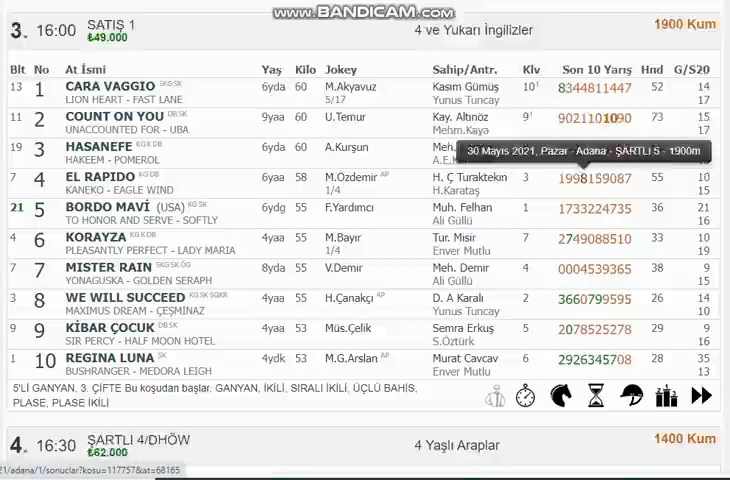 www.BANDICAM.com
3. 16:00 SATIŞ 1 ₺49.000 4 ve Yukarı İngilizler 1900 Kum
Bit No At İsmi Yaş Kilo Jokey Sahip/Antr. Klv Son 10 Yarış Hnd G/S20
13 1 CARA VAGGIO SKG SK 6yda 60 M.Akyavuz Kasım Gümüş 10¹ 8344811447 52 14
LION HEART - FAST LANE 5/17 Yunus Tuncay 17
11 2 COUNT ON YOU DB SK 9yaa 60 U.Temur Kay. Altınöz 9¹ 9021101090 73 15
UNACCOUNTED FOR - UBA Mehm.Kaya 17
19 3 HASANEFE KG K DB 6yda 60 A.Kurşun Meh.
HAKEEM - POMEROL A.E.K
30 Mayıs 2021, Pazar - Adana - ŞARTLI 5 - 1900m
7 4 EL RAPIDO KG K DB 6yaa 58 M.Özdemir AP H. Ç Turaktekin 3 1998159087 55 10
KANEKO - EAGLE WIND 1/4 H.Karataş 15
21 5 BORDO MAVİ (USA) KG SK 6ydg 55 F.Yardımcı Muh. Felhan 1 1733224735 36 21
TO HONOR AND SERVE - SOFTLY Ali Güllü 16
4 6 KORAYZA KG K DB 4yaa 55 M.Bayır Tur. Misir 7 2749088510 33 10
PLEASANTLY PERFECT - LADY MARIA 1/4 Enver Mutlu 19
7 7 MISTER RAIN SKG SK ÖG 8yda 55 V.Demir Meh. Demir 4 0004539365 38 9
YONAGUSKA - GOLDEN SERAPH Ali Güllü 15
3 8 WE WILL SUCCEED KG SK SGKR 4yaa 55 H.Çanakçı AP D. A Karalı 2 3660799595 26 14
MAXIMUS DREAM - ÇEŞMINAZ Yunus Tuncay 10
9 9 KİBAR ÇOCUK DB SK 4yaa 53 Müs.Çelik Semra Erkuş 5 2078525278 29 9
SIR PERCY - HALF MOON HOTEL S.Öztürk 16
1 10 REGINA LUNA SK 4ydk 53 M.G.Arslan AP Murat Cavcav 6 2926345708 28 35
BUSHRANGER - MEDORA LEIGH Enver Mutlu 13
5'Lİ GANYAN, 3. ÇİFTE Bu koşudan başlar. GANYAN, İKİLİ, SIRALI İKİLİ, ÜÇLÜ BAHİS,
PLASE, PLASE İKİLİ
4. 16:30 ŞARTLI 4/DHÖW ₺62.000 4 Yaşlı Araplar 1400 Kum
21/adana/1/sonuclar?kosu=117757&at=68165